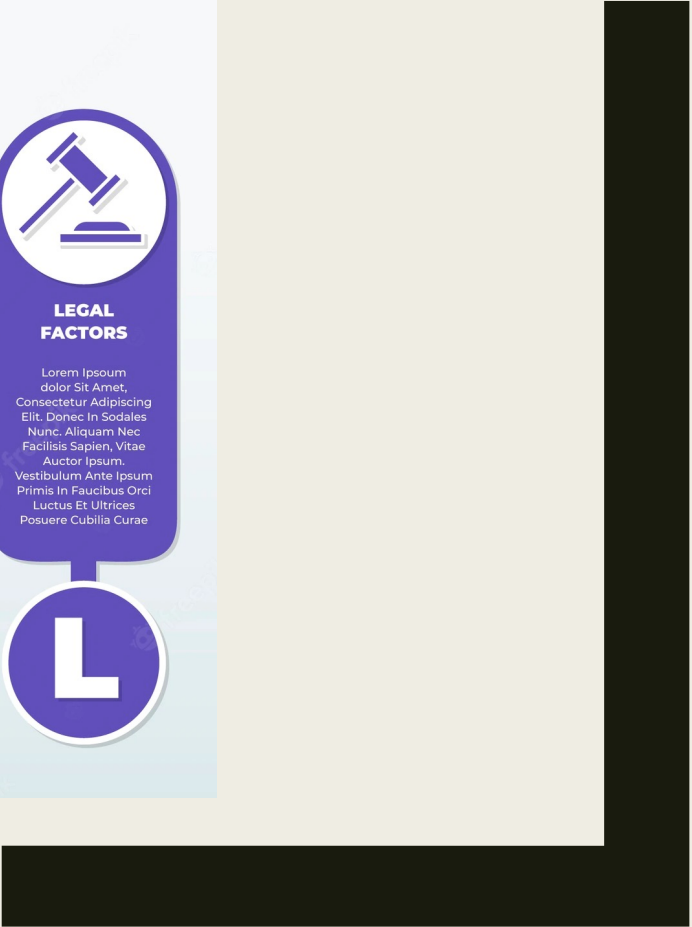 LEGAL
FACTORS
Lorem Ipsoum
dolor Sit Amet,
Consectetur Adipiscing
Elit. Donec In Sodales
Nunc. Aliquam Nec
Facilisis Sapien, Vitae
Auctor Ipsum.
Vestibulum Ante Ipsum
Primis In Faucibus Orci
Luctus Et Ultrices
Posuere Cubilia Curae
L